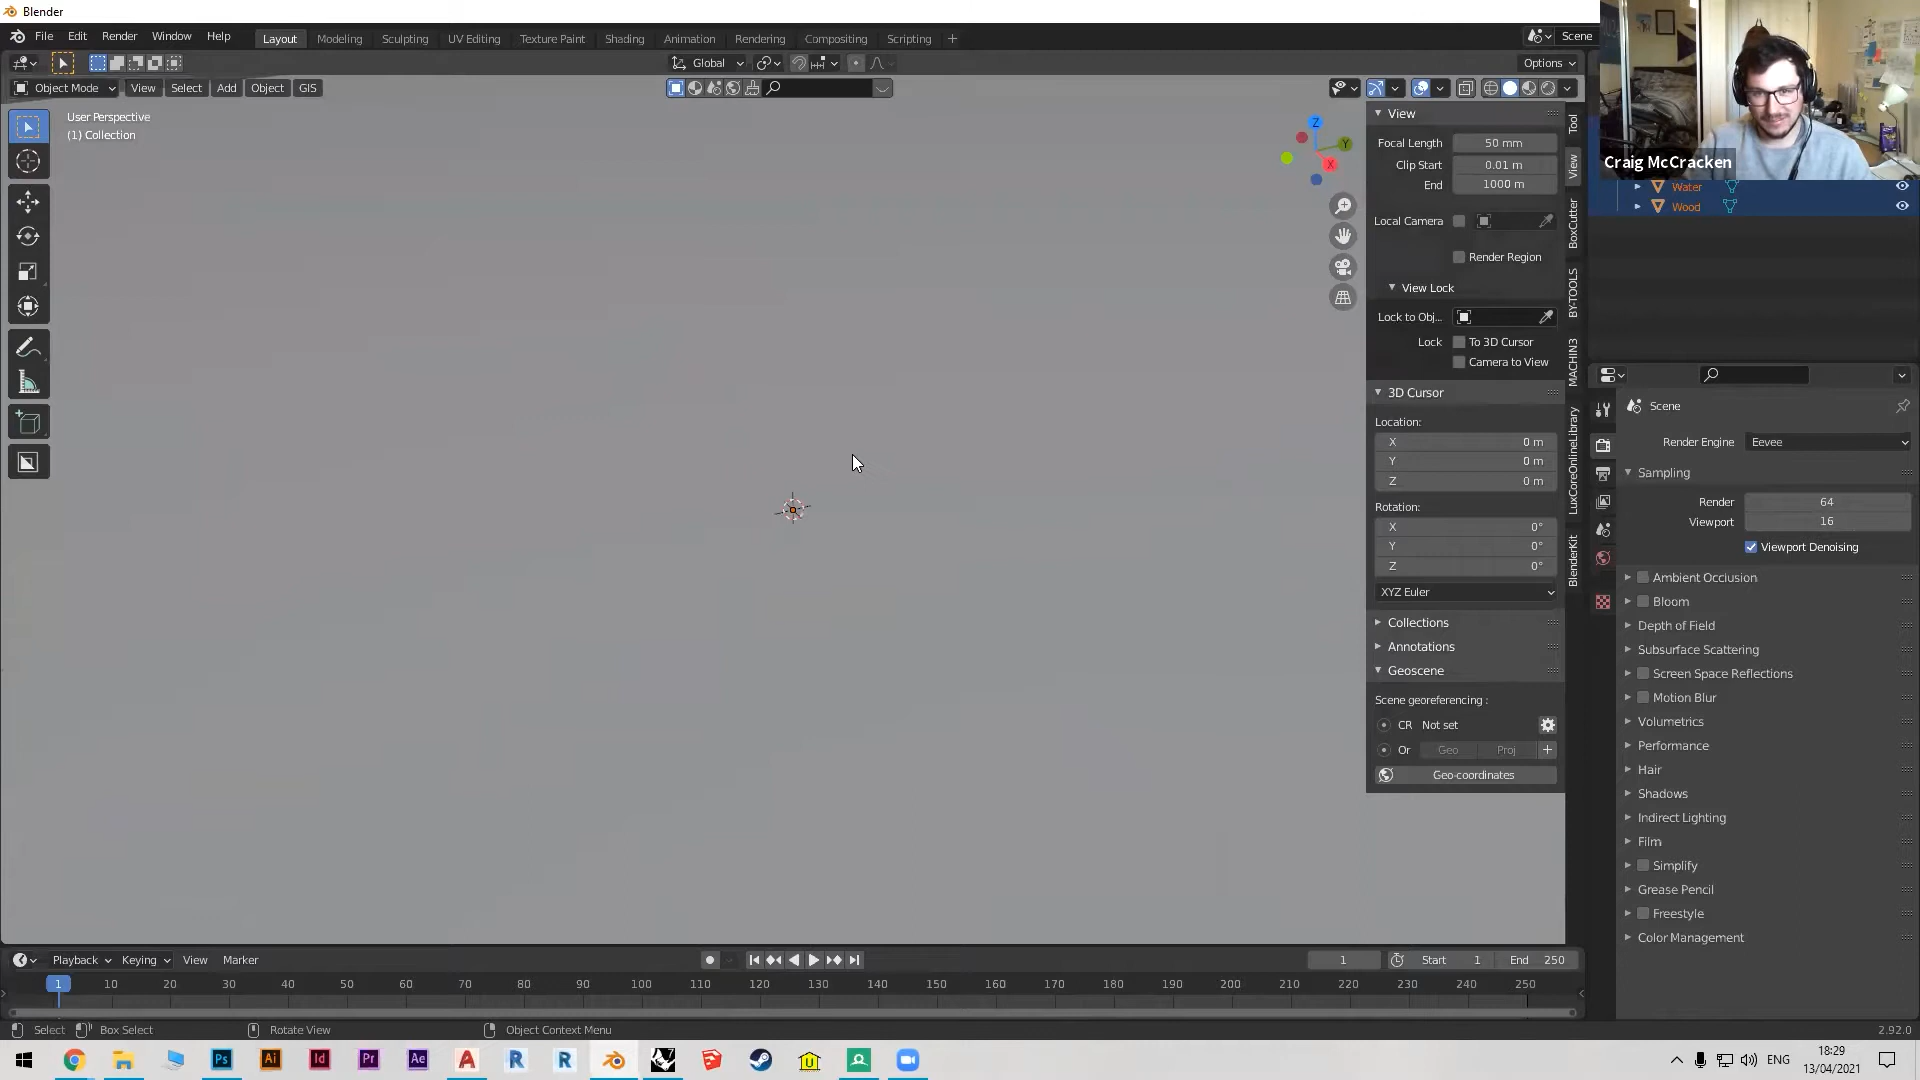 Blender
File Edit Render Window Help Layout Modeling Sculpting UV Editing Texture Paint Shading Animation Rendering Compositing Scripting + Scene
Global Options
Object Mode View Select Add Object GIS
User Perspective
(1) Collection
Z
Y
X
View
Focal Length 50 mm
Clip Start 0.01 m
End 1000 m
Local Camera
Render Region
View Lock
Lock to Obj...
Lock To 3D Cursor
Camera to View
3D Cursor
Location:
X 0 m
Y 0 m
Z 0 m
Rotation:
X 0°
Y 0°
Z 0°
XYZ Euler
Collections
Annotations
Geoscene
Scene georeferencing :
CR Not set
Or Geo Proj +
Geo-coordinates
Tool
View
BoxCutter
BY-TOOLS
MACHIN3
LuxCoreOnlineLibrary
BlenderKit
Craig McCracken
Water
Wood
Scene
Render Engine Eevee
Sampling
Render 64
Viewport 16
Viewport Denoising
Ambient Occlusion
Bloom
Depth of Field
Subsurface Scattering
Screen Space Reflections
Motion Blur
Volumetrics
Performance
Hair
Shadows
Indirect Lighting
Film
Simplify
Grease Pencil
Freestyle
Color Management
Playback Keying View Marker 1 Start 1 End 250
1 10 20 30 40 50 60 70 80 90 100 110 120 130 140 150 160 170 180 190 200 210 220 230 240 250
Select Box Select Rotate View Object Context Menu 2.92.0
Ps Ai Id Pr Ae A R R U ENG 18:29
13/04/2021